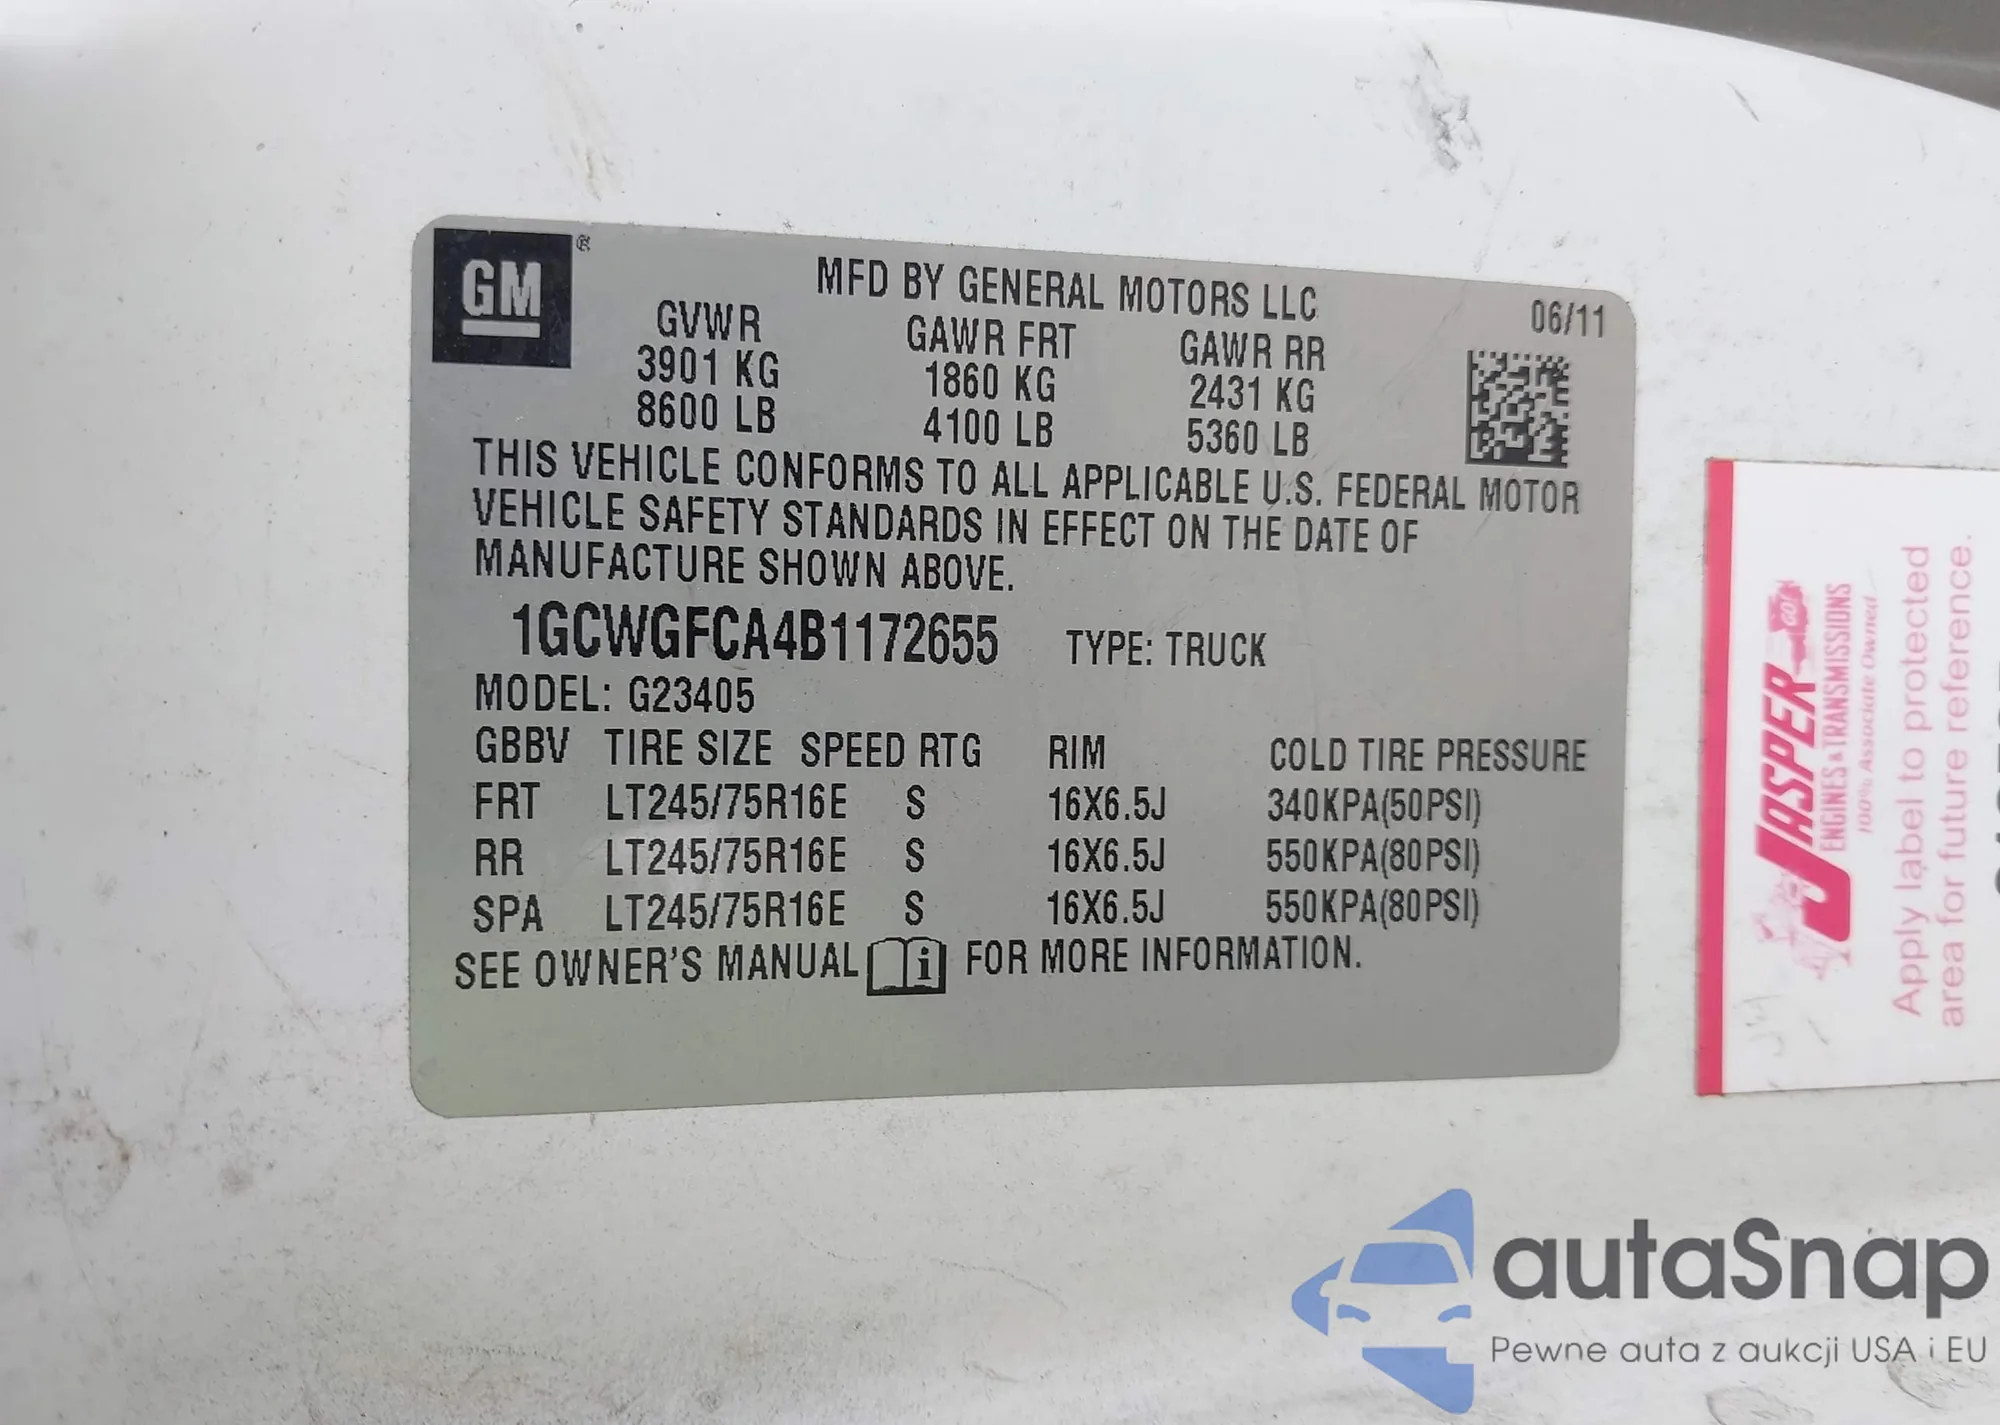 GM ®
MFD BY GENERAL MOTORS LLC
06/11
GVWR GAWR FRT GAWR RR
3901 KG 1860 KG 2431 KG
8600 LB 4100 LB 5360 LB
THIS VEHICLE CONFORMS TO ALL APPLICABLE U.S. FEDERAL MOTOR
VEHICLE SAFETY STANDARDS IN EFFECT ON THE DATE OF
MANUFACTURE SHOWN ABOVE.
1GCWGFCA4B1172655 TYPE: TRUCK
MODEL: G23405
GBBV TIRE SIZE SPEED RTG RIM COLD TIRE PRESSURE
FRT LT245/75R16E S 16X6.5J 340KPA(50PSI)
RR LT245/75R16E S 16X6.5J 550KPA(80PSI)
SPA LT245/75R16E S 16X6.5J 550KPA(80PSI)
SEE OWNER'S MANUAL i FOR MORE INFORMATION.
GO!
JASPER
ENGINES & TRANSMISSIONS
100% Associate Owned
Apply label to protected
area for future reference.
autaSnap
Pewne auta z aukcji USA i EU